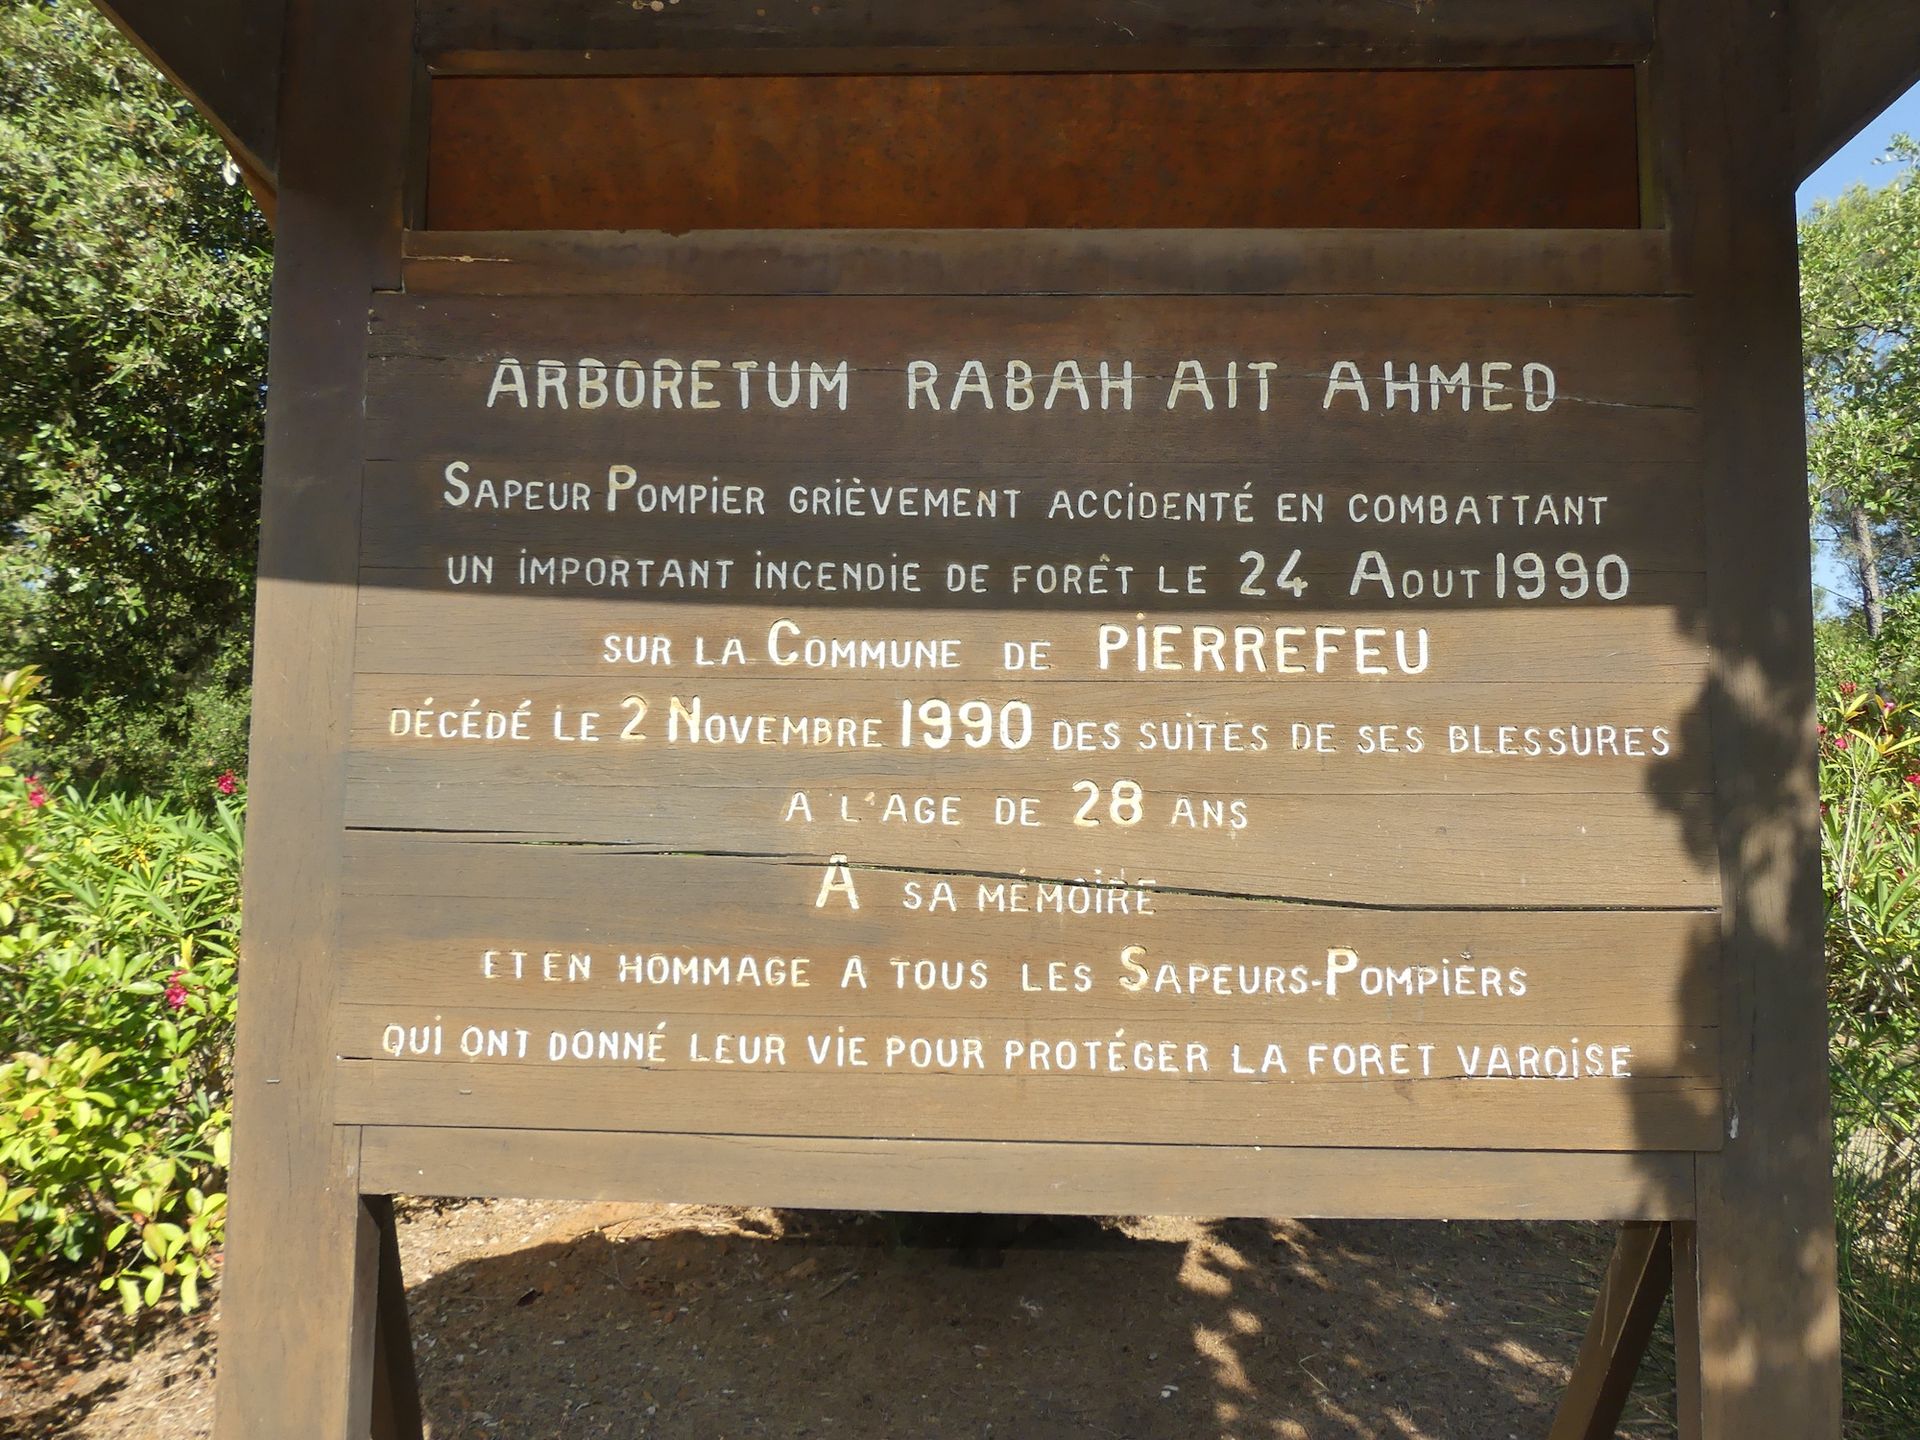 ARBORETUM RABAH AIT AHMED
SAPEUR POMPIER GRIÈVEMENT ACCIDENTÉ EN COMBATTANT
UN IMPORTANT INCENDIE DE FORÊT LE 24 AOUT 1990
SUR LA COMMUNE DE PIERREFEU
DÉCÉDÉ LE 2 NOVEMBRE 1990 DES SUITES DE SES BLESSURES
A L'AGE DE 28 ANS
A SA MÉMOIRE
ET EN HOMMAGE A TOUS LES SAPEURS-POMPIERS
QUI ONT DONNÉ LEUR VIE POUR PROTÉGER LA FORET VAROISE